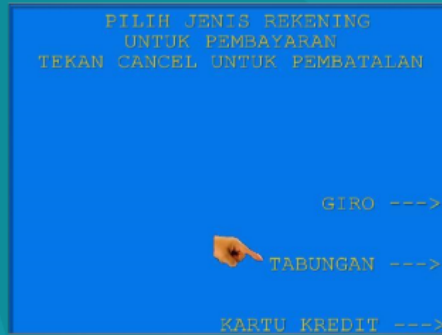 PILIH JENIS REKENING
UNTUK PEMBAYARAN
TEKAN CANCEL UNTUK PEMBATALAN
GIRO --->
TABUNGAN --->
KARTU KREDIT --->